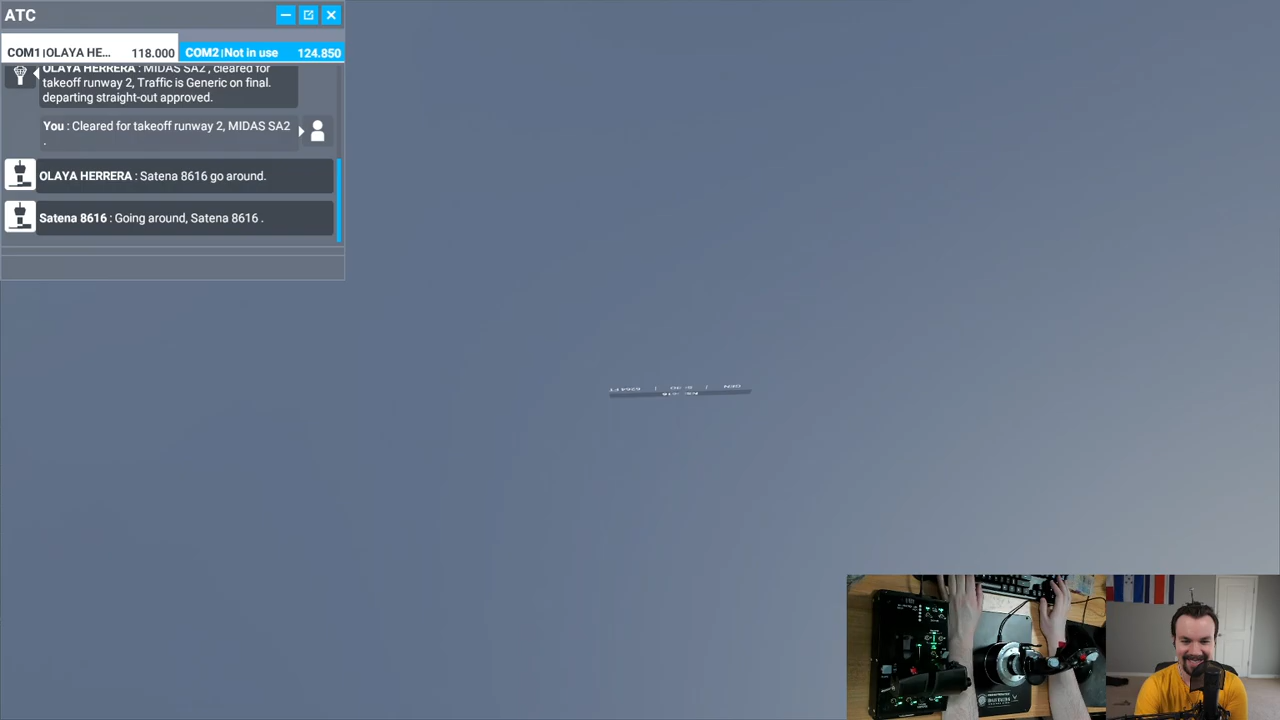 ATC
COM1 | OLAYA HE... 118.000 COM2 | Not in use 124.850
OLAYA HERRERA : MIDAS SA2 , cleared for
takeoff runway 2, Traffic is Generic on final.
departing straight-out approved.
You : Cleared for takeoff runway 2, MIDAS SA2
.
OLAYA HERRERA : Satena 8616 go around.
Satena 8616 : Going around, Satena 8616 .